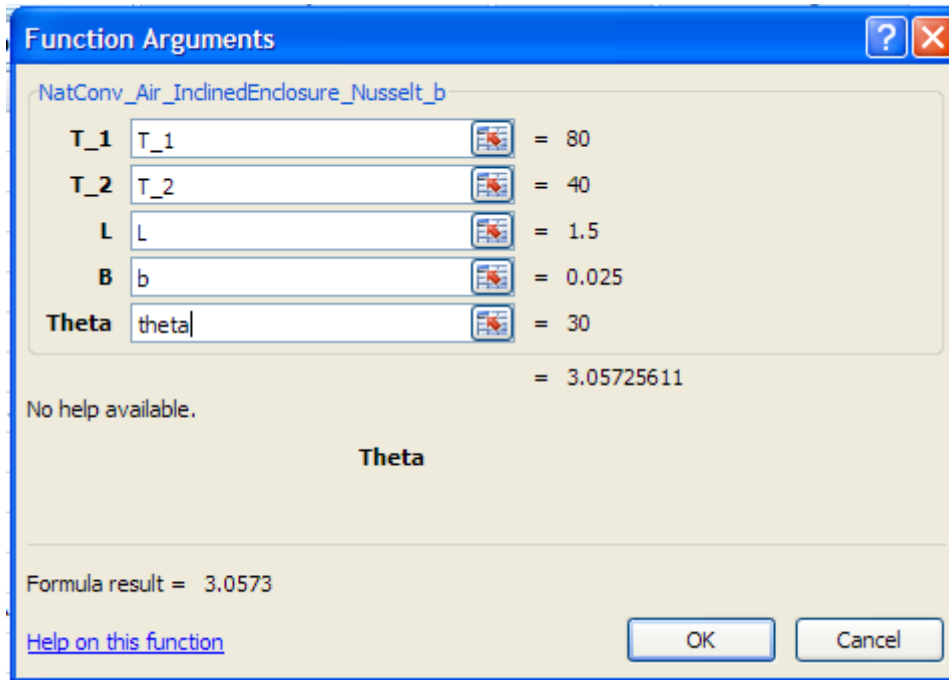 Function Arguments
NatConv_Air_InclinedEnclosure_Nusselt_b
T_1 T_1 = 80
T_2 T_2 = 40
L L = 1.5
B b = 0.025
Theta theta = 30
= 3.05725611
No help available.
Theta
Formula result = 3.0573
Help on this function OK Cancel